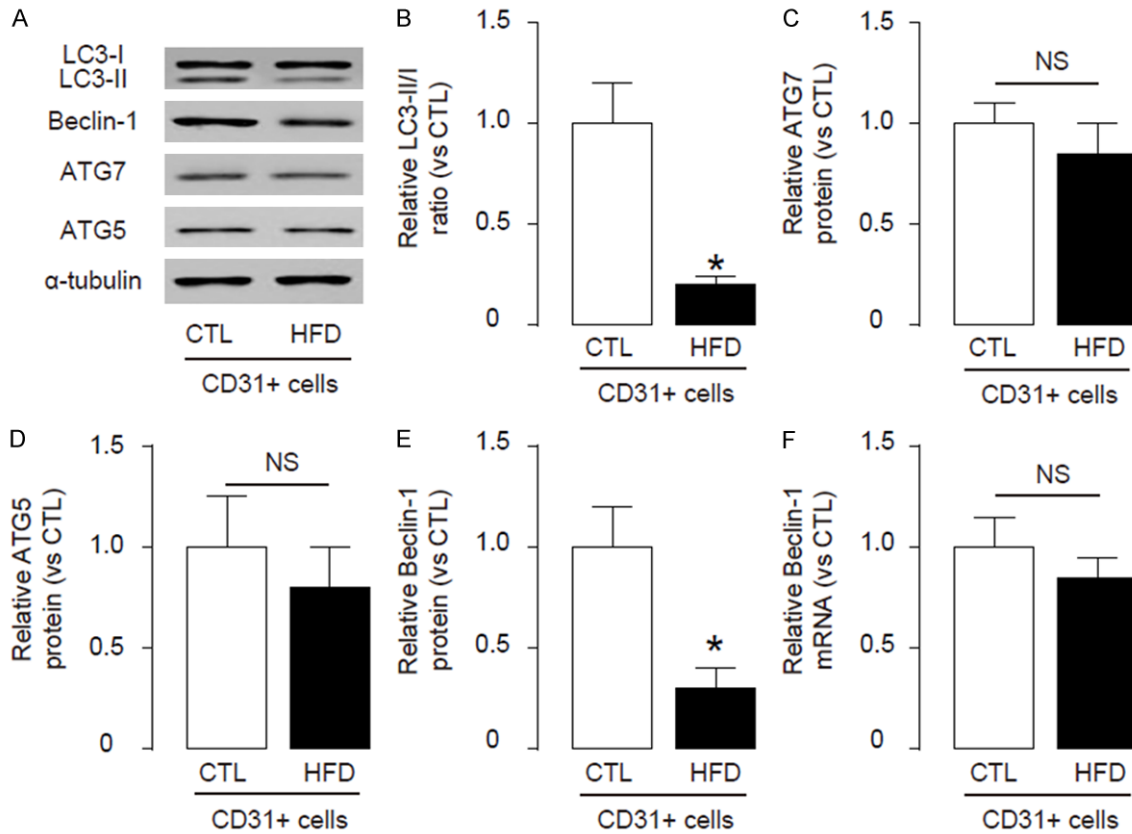 A
LC3-I
LC3-II
Beclin-1
ATG7
ATG5
α-tubulin
CTL HFD
CD31+ cells
B
Relative LC3-II/I
ratio (vs CTL)
1.5
1.0
0.5
0
*
CTL HFD
CD31+ cells
C
Relative ATG7
protein (vs CTL)
1.5
1.0
0.5
0
NS
CTL HFD
CD31+ cells
D
Relative ATG5
protein (vs CTL)
1.5
1.0
0.5
0
NS
CTL HFD
CD31+ cells
E
Relative Beclin-1
protein (vs CTL)
1.5
1.0
0.5
0
*
CTL HFD
CD31+ cells
F
Relative Beclin-1
mRNA (vs CTL)
1.5
1.0
0.5
0
NS
CTL HFD
CD31+ cells